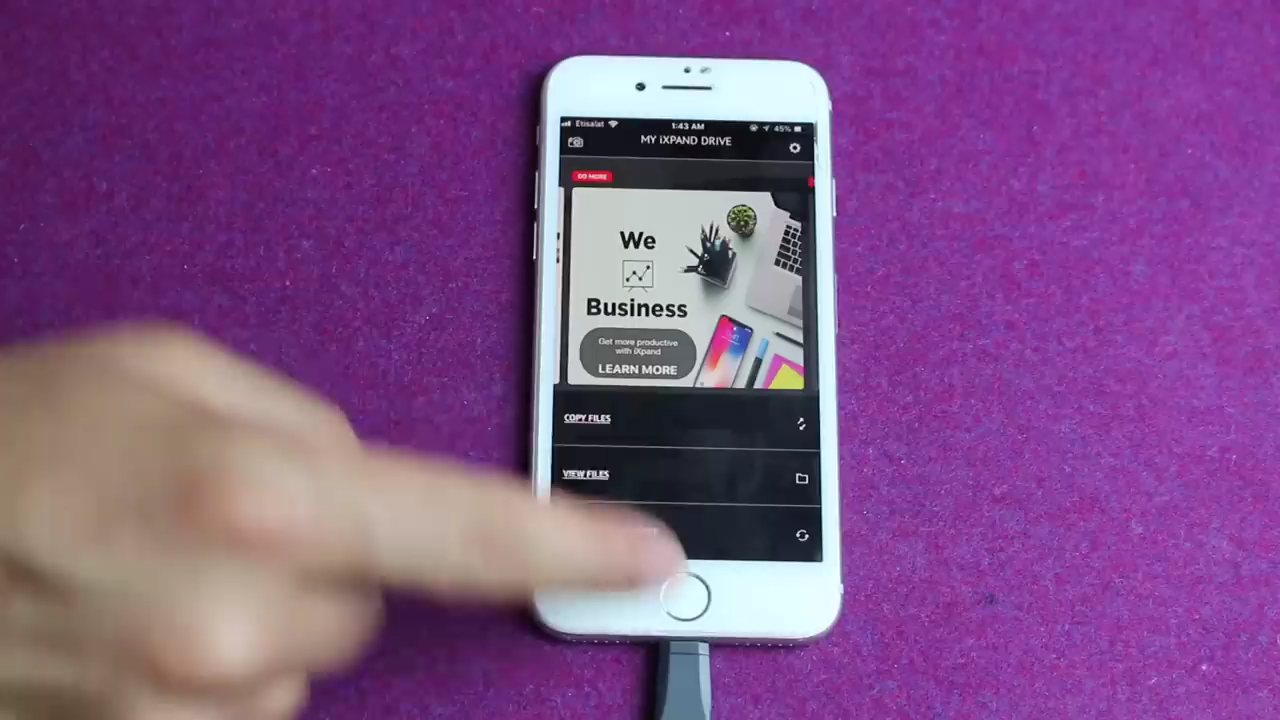 Etisalat 1:43 AM 45%
MY iXPAND DRIVE
DO MORE
We
Business
Get more productive
with iXpand
LEARN MORE
COPY FILES
VIEW FILES